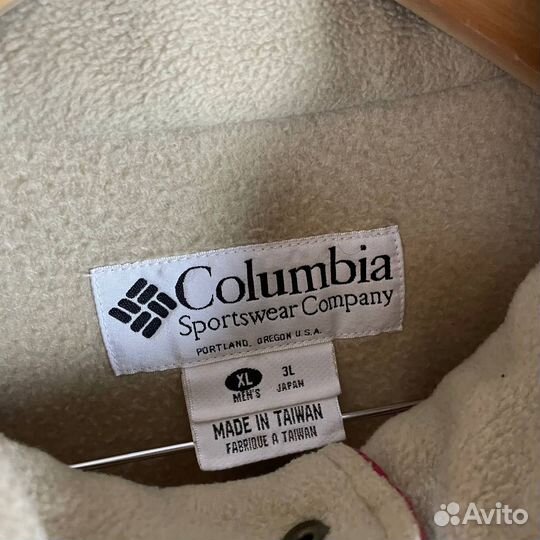 Columbia
Sportswear Company
PORTLAND, OREGON U.S.A.
XL 3L
MEN'S JAPAN
MADE IN TAIWAN
FABRIQUE A TAIWAN
Avito